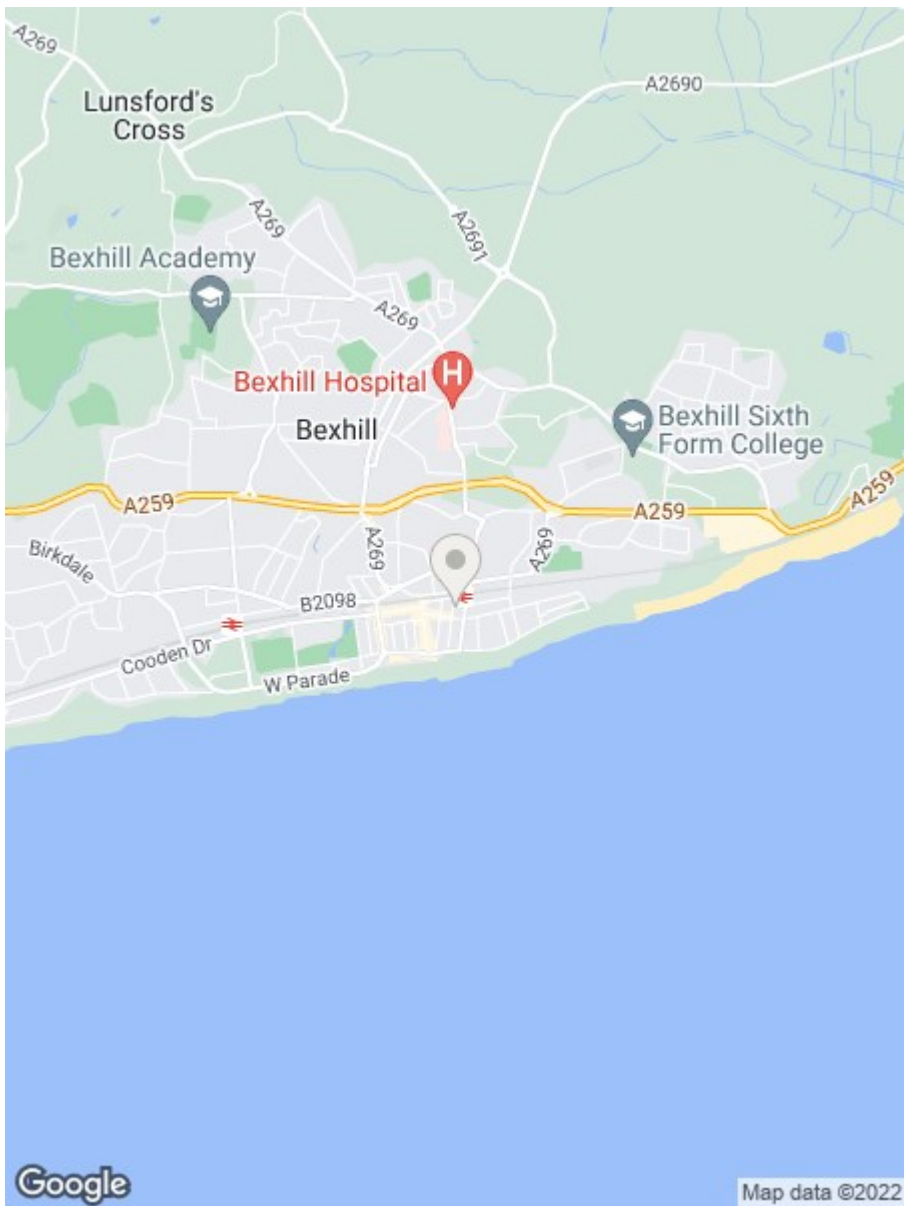 A269
A2690
Lunsford's
Cross
A269
A2691
Bexhill Academy
A269
H
Bexhill Hospital
Bexhill
Bexhill Sixth
Form College
A259
A259
A259
Birkdale
A269
A269
B2098
Cooden Dr
W Parade
Google
Map data ©2022